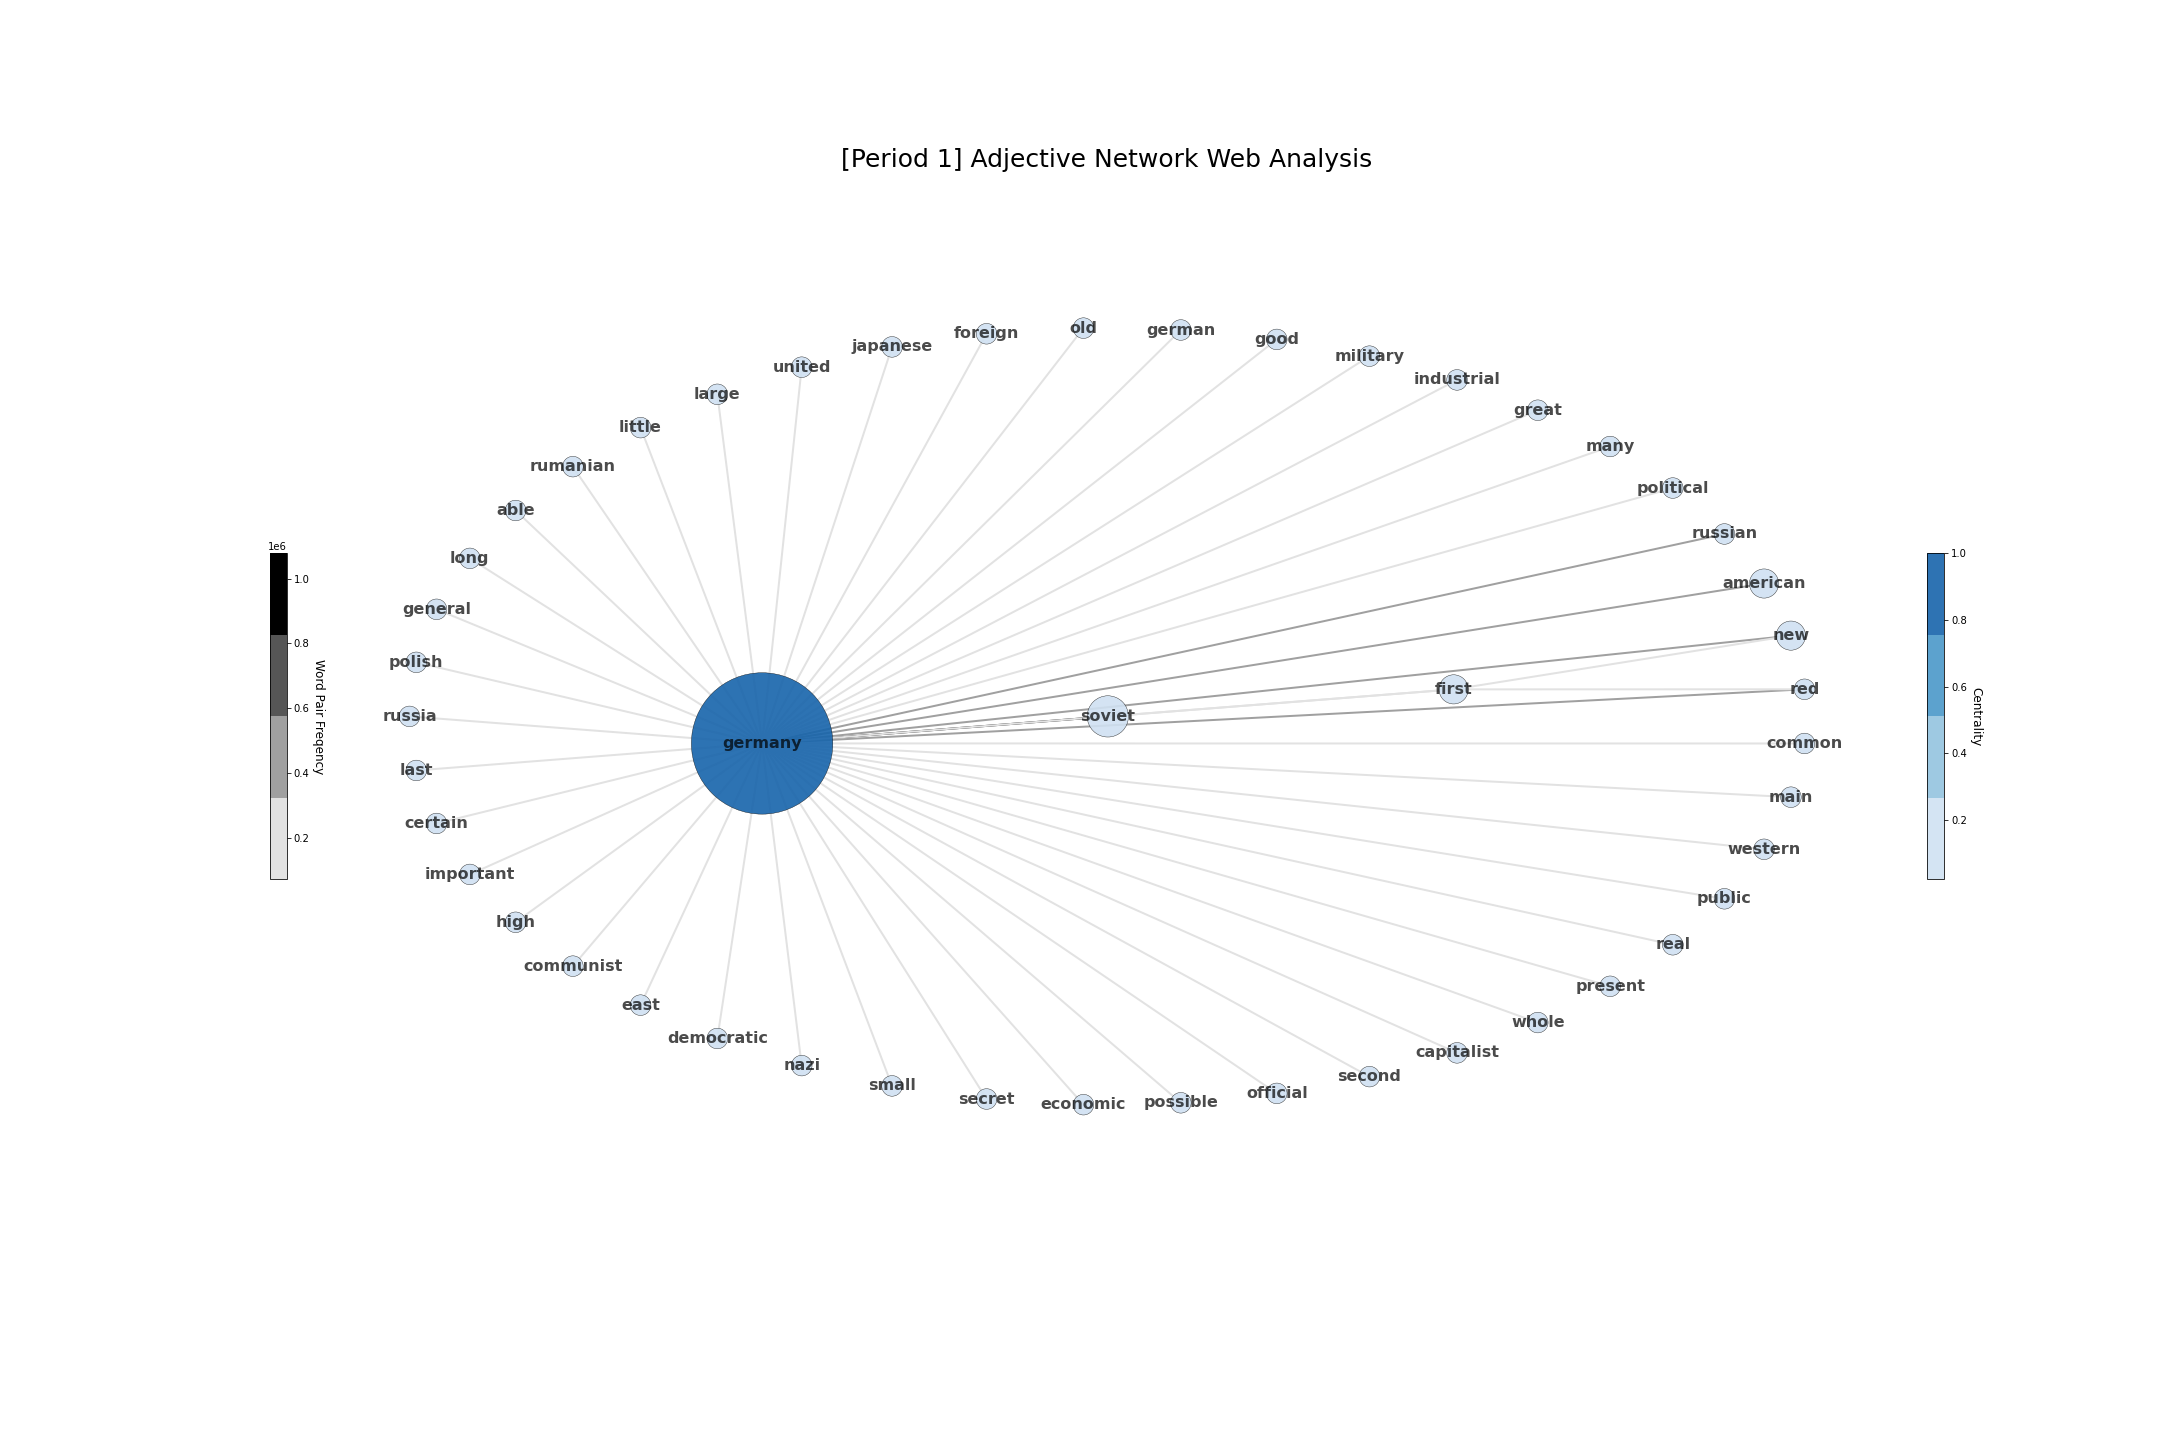 [Period 1] Adjective Network Web Analysis
old
german
foreign
good
japanese
military
united
industrial
large
great
little
many
rumanian
political
able
russian
1e6
1.0
long
1.0
american
general
0.8
0.8
new
polish
Word Pair Freqency
first
red
0.6
0.6
russia
soviet
Centrality
germany
common
last
0.4
0.4
main
certain
0.2
0.2
western
important
public
high
real
communist
present
east
whole
democratic
capitalist
nazi
second
small
official
secret
possible
economic